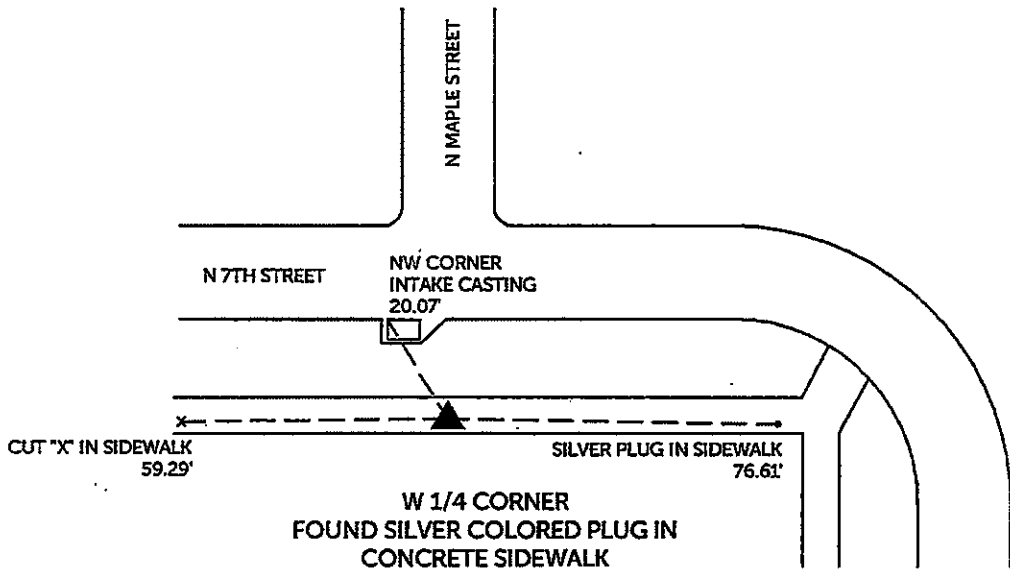 N MAPLE STREET
N 7TH STREET
NW CORNER
INTAKE CASTING
20.07'
CUT "X" IN SIDEWALK
59.29'
SILVER PLUG IN SIDEWALK
76.61'
W 1/4 CORNER
FOUND SILVER COLORED PLUG IN
CONCRETE SIDEWALK